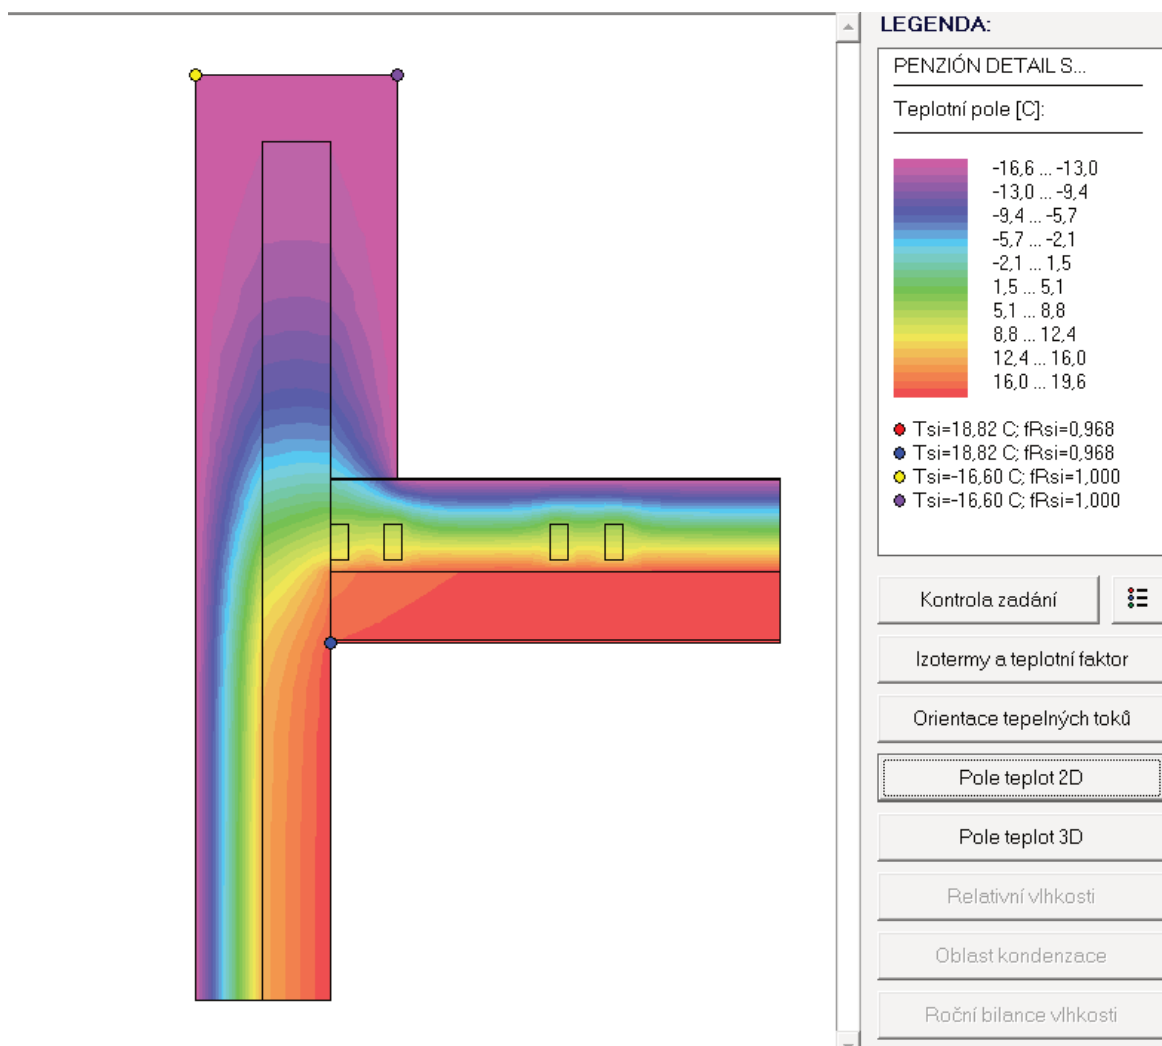 LEGENDA:
PENZIÓN DETAIL S...
Teplotní pole [C]:
-16,6 ... -13,0
-13,0 ... -9,4
-9,4 ... -5,7
-5,7 ... -2,1
-2,1 ... 1,5
1,5 ... 5,1
5,1 ... 8,8
8,8 ... 12,4
12,4 ... 16,0
16,0 ... 19,6
Tsi=18,82 C; fRsi=0,968
Tsi=18,82 C; fRsi=0,968
Tsi=-16,60 C; fRsi=1,000
Tsi=-16,60 C; fRsi=1,000
Kontrola zadání
Izotermy a teplotní faktor
Orientace tepelných toků
Pole teplot 2D
Pole teplot 3D
Relativní vlhkosti
Oblast kondenzace
Roční bilance vlhkosti